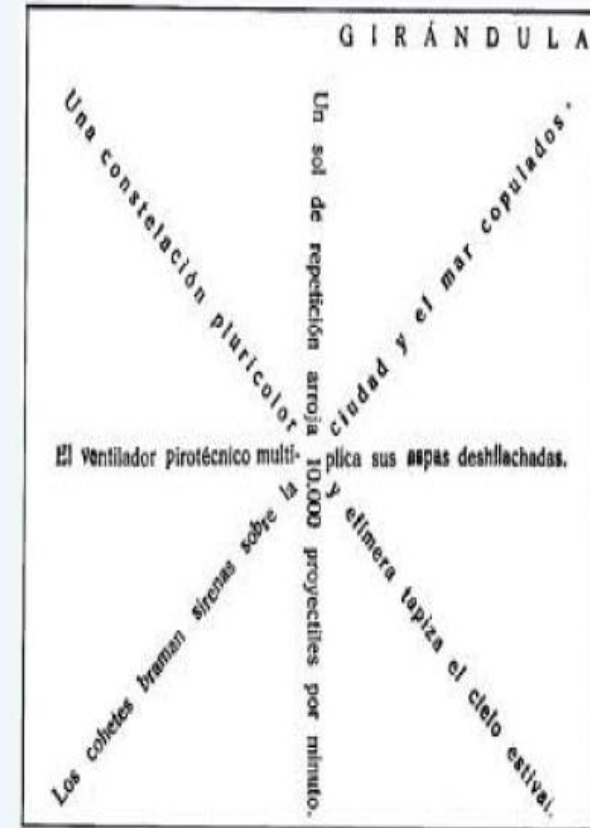 GIRÁNDULA
Una constelación pluricolor y efímera tapiza el cielo estival.
Un sol de repetición arroja 10.000 proyectiles por minuto.
Los cohetes braman sirenas sobre la ciudad y el mar copulados.
El ventilador pirotécnico multi- plica sus aspas deshilachadas.